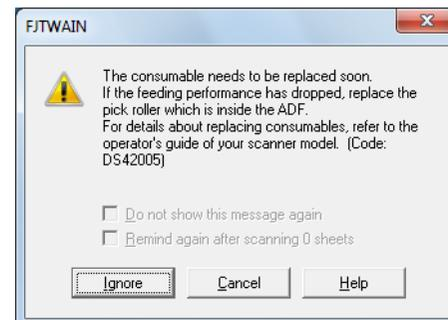 FJTWAIN
The consumable needs to be replaced soon.
If the feeding performance has dropped, replace the
pick roller which is inside the ADF.
For details about replacing consumables, refer to the
operator's guide of your scanner model. (Code:
DS42005)
Do not show this message again
Remind again after scanning 0 sheets
Ignore Cancel Help